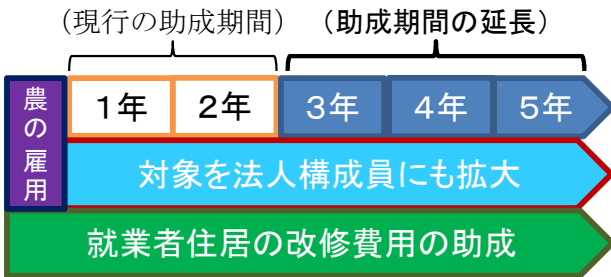 (現行の助成期間) (助成期間の延長)
農の雇用
1年 2年 3年 4年 5年
対象を法人構成員にも拡大
就業者住居の改修費用の助成